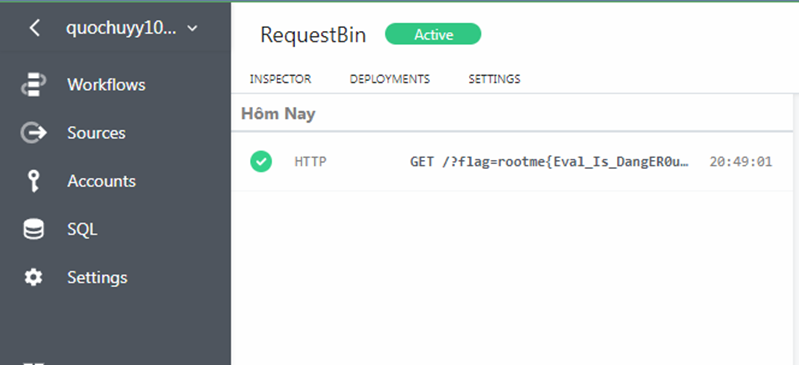 quochuyy10...
RequestBin Active
INSPECTOR DEPLOYMENTS SETTINGS
Workflows
Sources
Accounts
SQL
Settings
Hôm Nay
HTTP GET /?flag=rootme{Eval_Is_DangER0u... 20:49:01